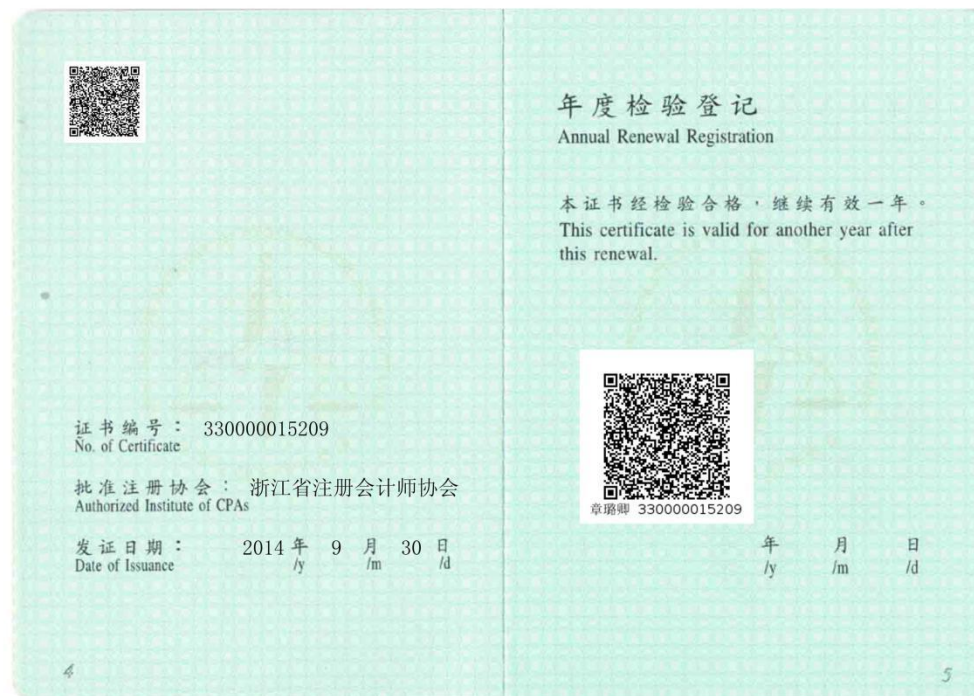 证书编号： 330000015209
No. of Certificate
批准注册协会： 浙江省注册会计师协会
Authorized Institute of CPAs
发证日期： 2014 年 9 月 30 日
/y /m /d
Date of Issuance
4
年度检验登记
Annual Renewal Registration
本证书经检验合格，继续有效一年。
This certificate is valid for another year after
this renewal.
章璐卿 330000015209
年 月 日
/y /m /d
5